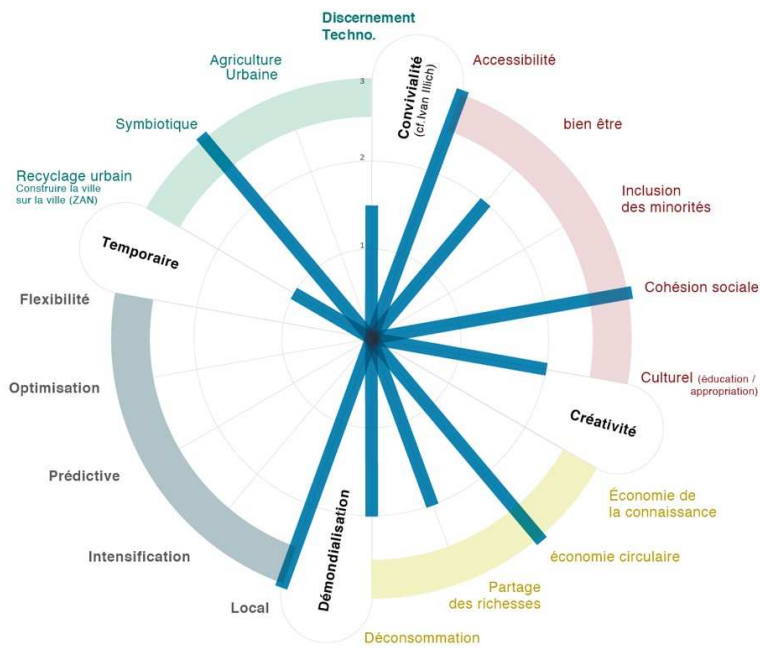 Discernement
Techno.
Convivialité
(cf.Ivan Illich)
Accessibilité
bien être
Inclusion
des minorités
Cohésion sociale
Culturel (éducation /
appropriation)
Créativité
Économie de
la connaissance
économie circulaire
Partage
des richesses
Déconsommation
Démondialisation
Local
Intensification
Prédictive
Optimisation
Flexibilité
Temporaire
Recyclage urbain
Construire la ville
sur la ville (ZAN)
Symbiotique
Agriculture
Urbaine
3
2
1